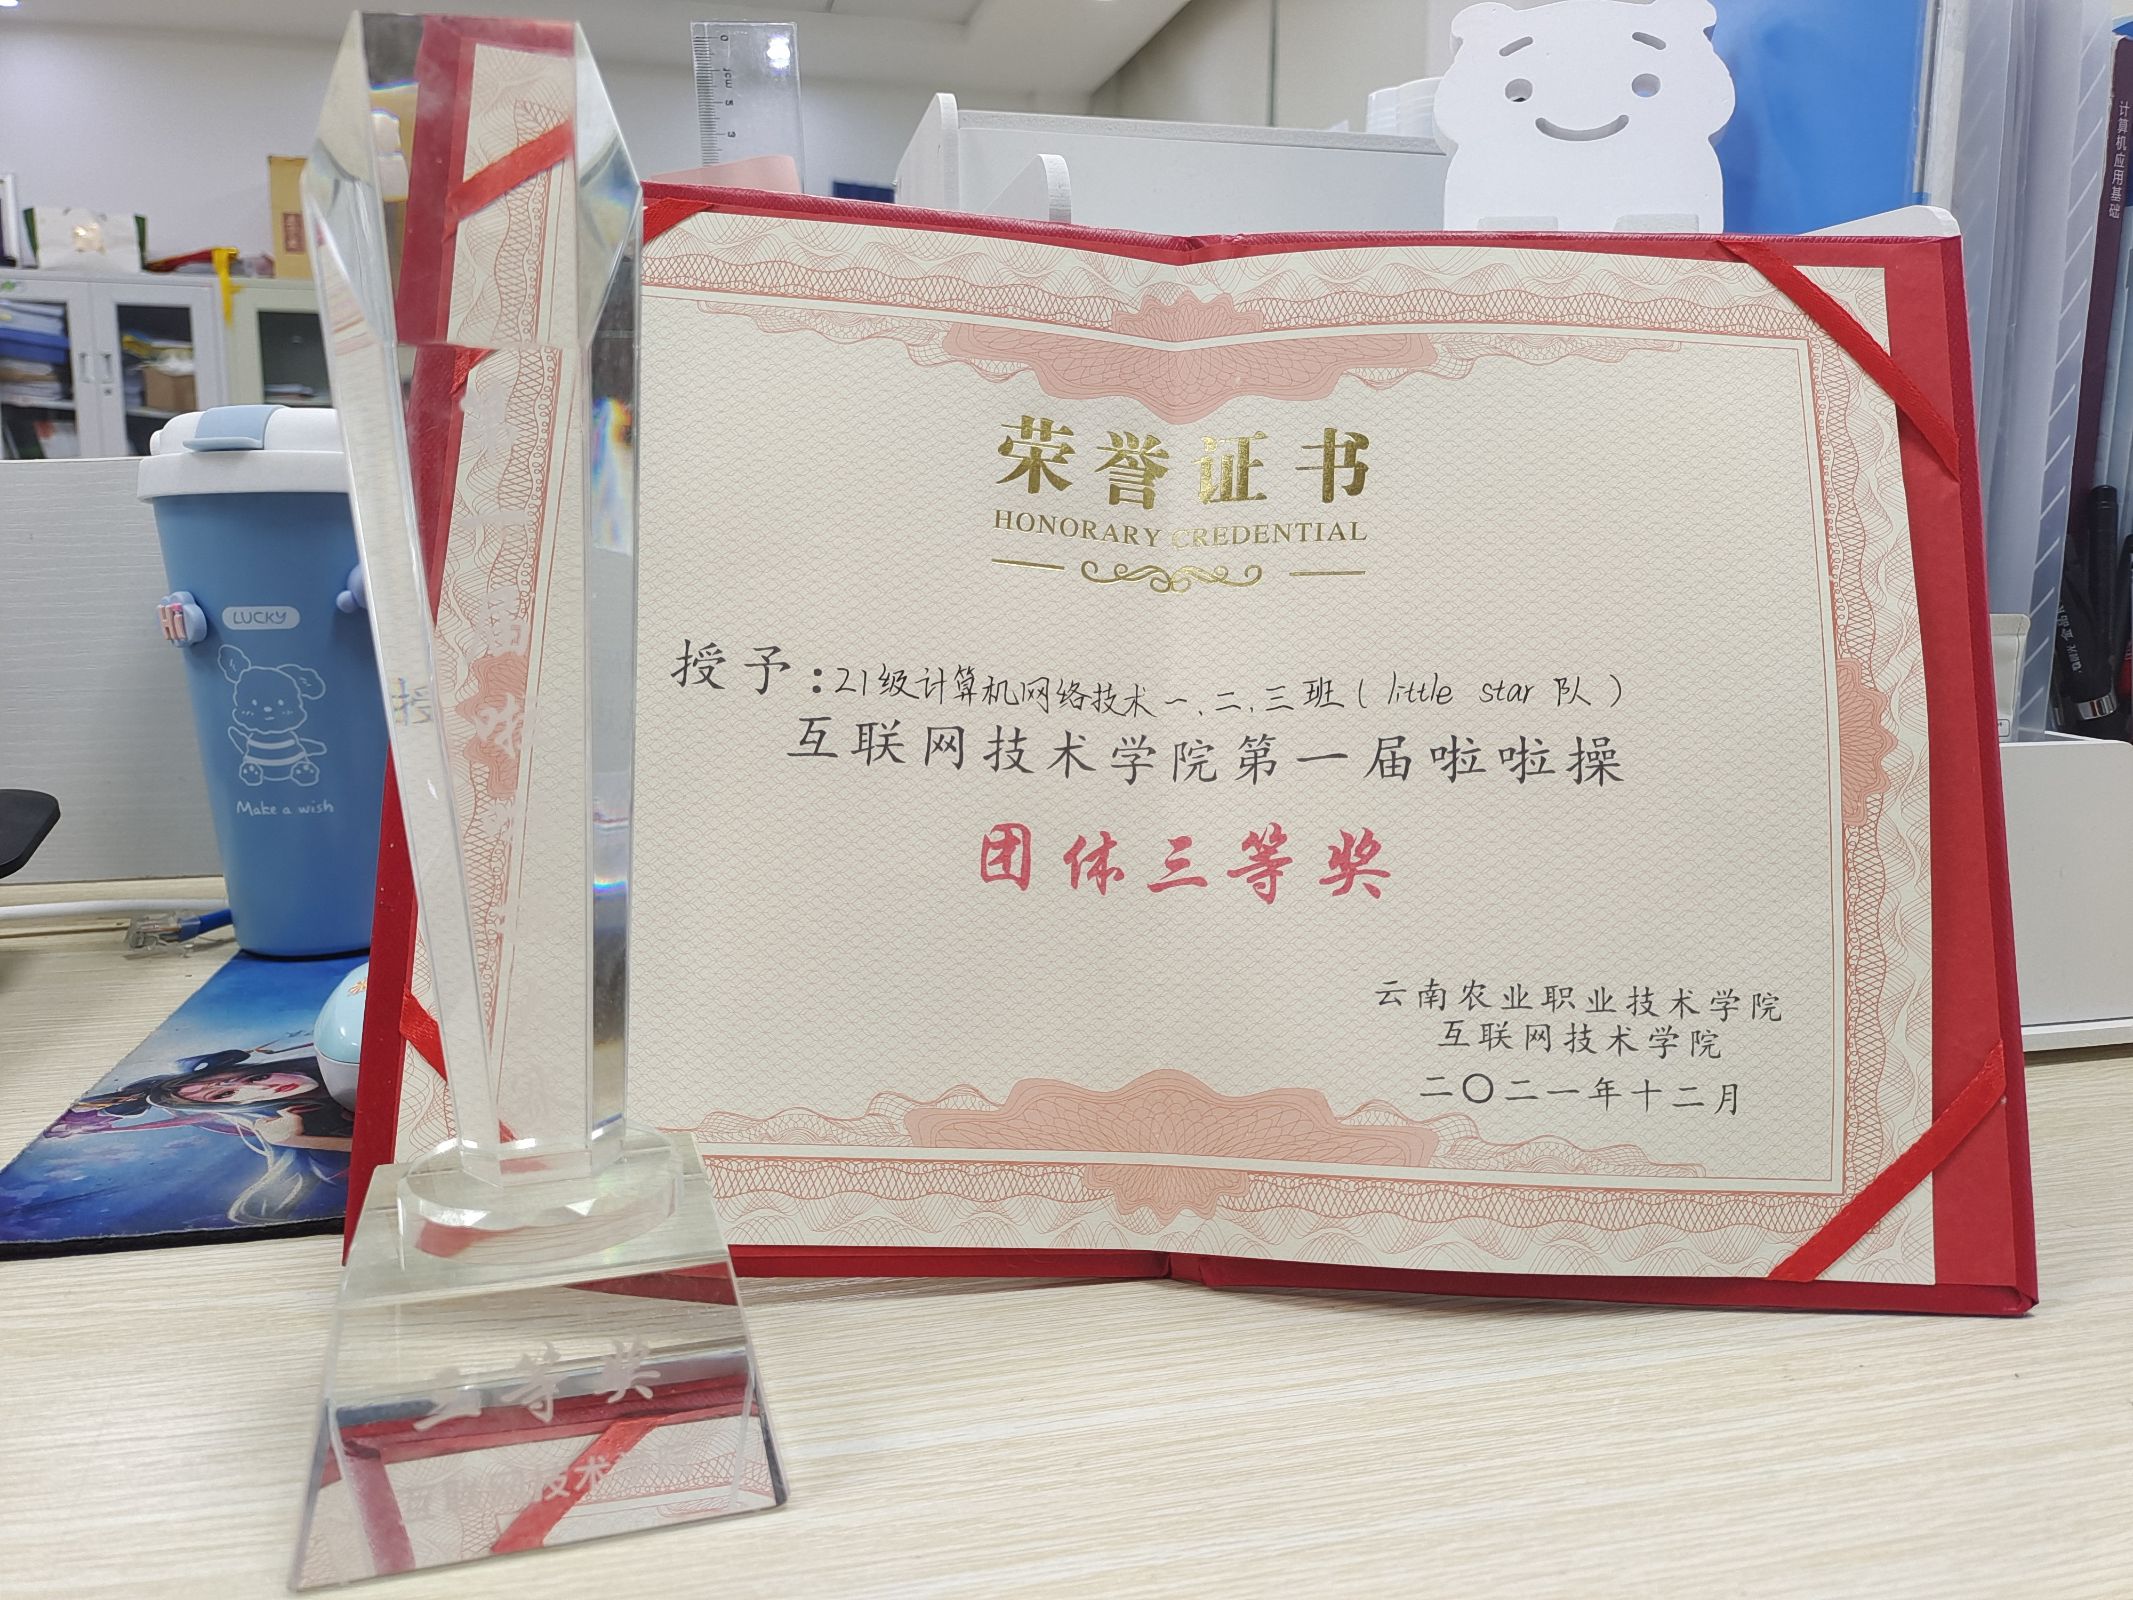 荣誉证书
HONORARY CREDENTIAL
授予：21级计算机网络技术一、二、三班（little star 队）
互联网技术学院第一届啦啦操
团体三等奖
云南农业职业技术学院
互联网技术学院
二〇二一年十二月
三等奖
LUCKY
Hi
Make a wish
计算机应用基础